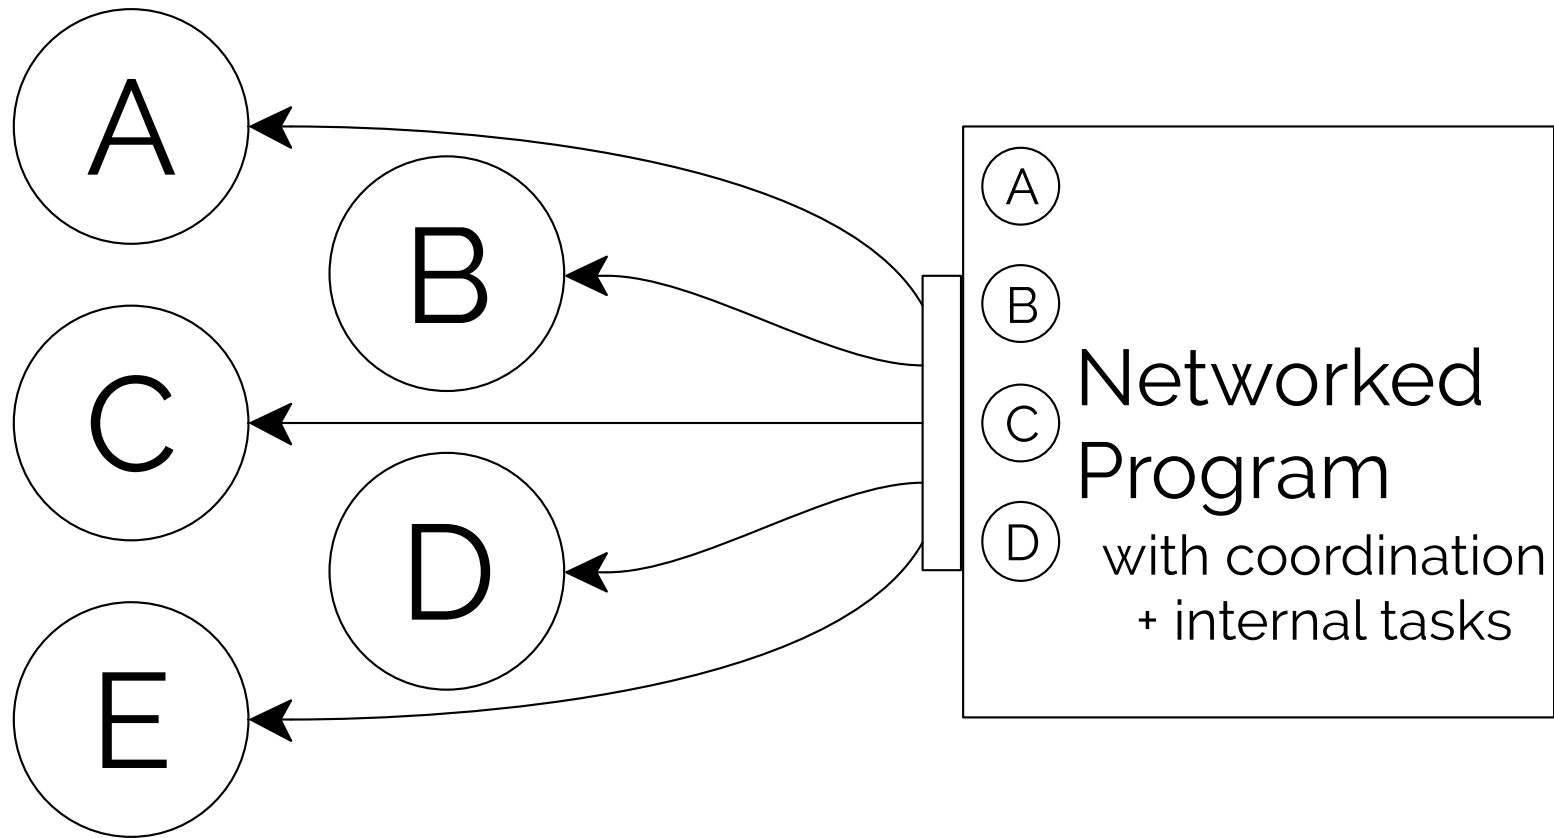 A
B
C
D
E
A
B
C
D
Networked
Program
with coordination
+ internal tasks